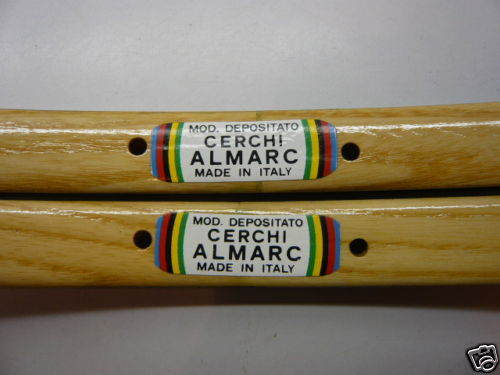 MOD. DEPOSITATO
CERCHI
ALMARC
MADE IN ITALY
MOD. DEPOSITATO
CERCHI
ALMARC
MADE IN ITALY